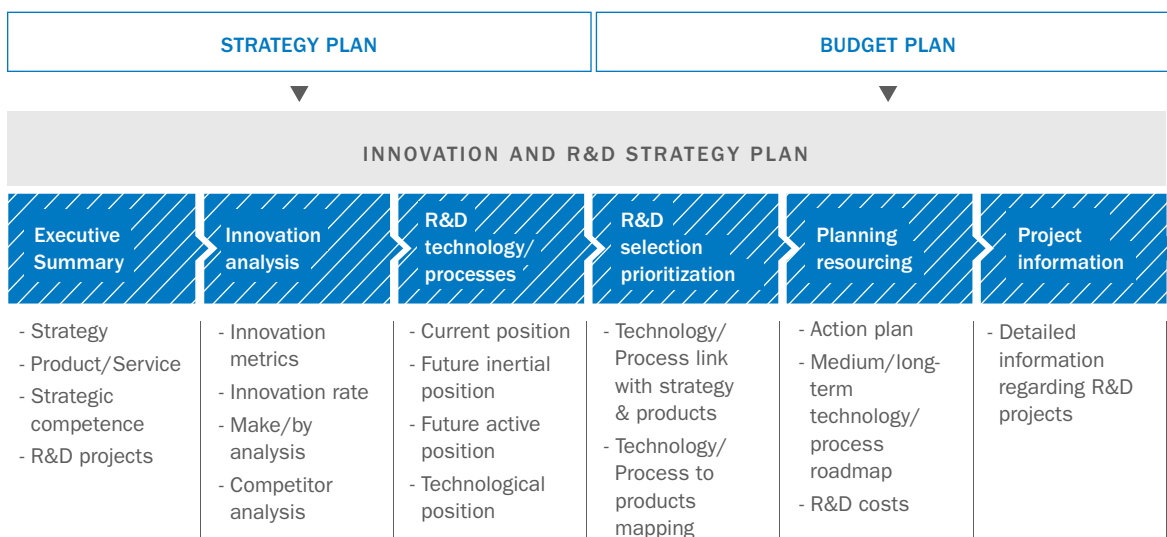 STRATEGY PLAN
BUDGET PLAN
INNOVATION AND R&D STRATEGY PLAN
Executive
Summary
Innovation
analysis
R&D
technology/
processes
R&D
selection
prioritization
Planning
resourcing
Project
information
- Strategy
- Product/Service
- Strategic
competence
- R&D projects
- Innovation
metrics
- Innovation rate
- Make/by
analysis
- Competitor
analysis
- Current position
- Future inertial
position
- Future active
position
- Technological
position
- Technology/
Process link
with strategy
& products
- Technology/
Process to
products
mapping
- Action plan
- Medium/long-
term
technology/
process
roadmap
- R&D costs
- Detailed
information
regarding R&D
projects